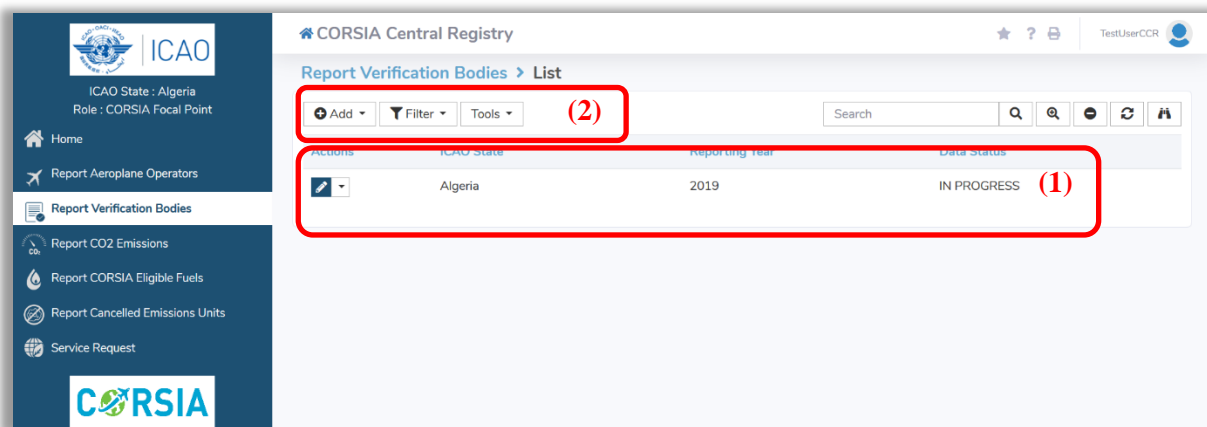 ICAO
ICAO State : Algeria
Role : CORSIA Focal Point
Home
Report Aeroplane Operators
Report Verification Bodies
Report CO2 Emissions
Report CORSIA Eligible Fuels
Report Cancelled Emissions Units
Service Request
CORSIA
CORSIA Central Registry
TestUserCCR
Report Verification Bodies > List
Add Filter Tools (2) Search
Actions ICAO State Reporting Year Data Status
Algeria 2019 IN PROGRESS (1)